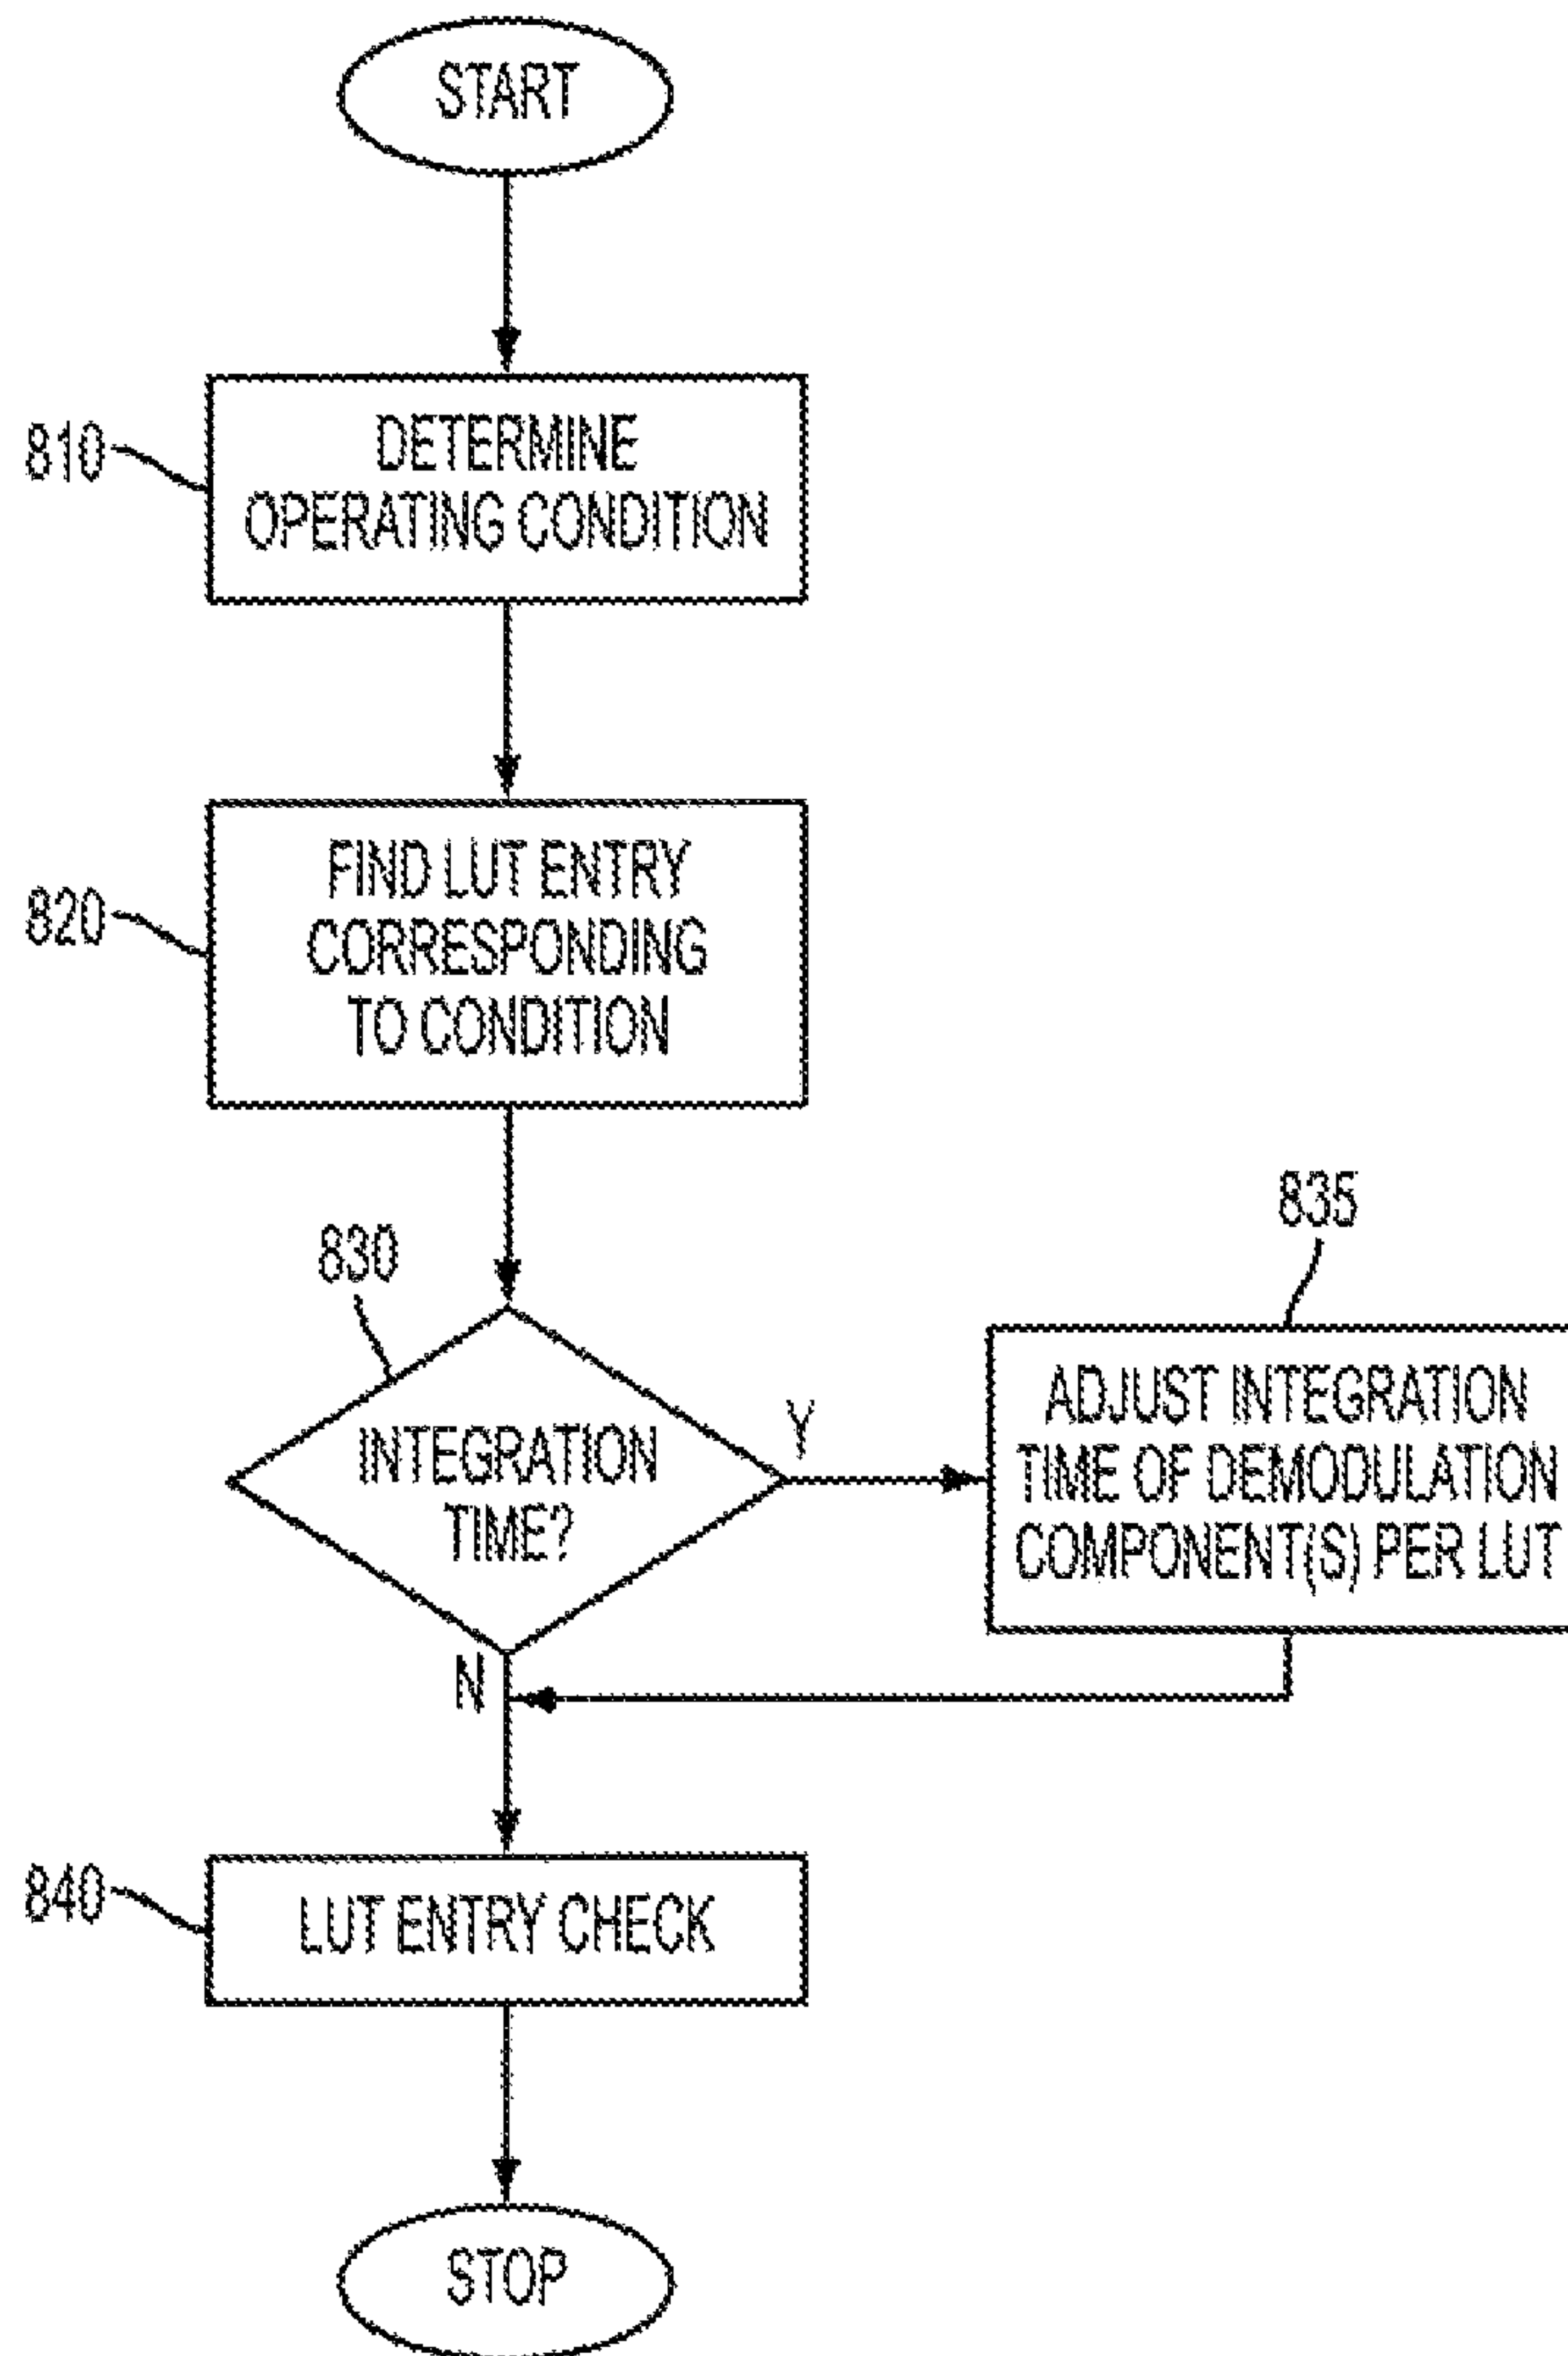 START
810
DETERMINE
OPERATING CONDITION
820
FIND LUT ENTRY
CORRESPONDING
TO CONDITION
830
INTEGRATION
TIME?
Y
N
835
ADJUST INTEGRATION
TIME OF DEMODULATION
COMPONENT(S) PER LUT
840
LUT ENTRY CHECK
STOP